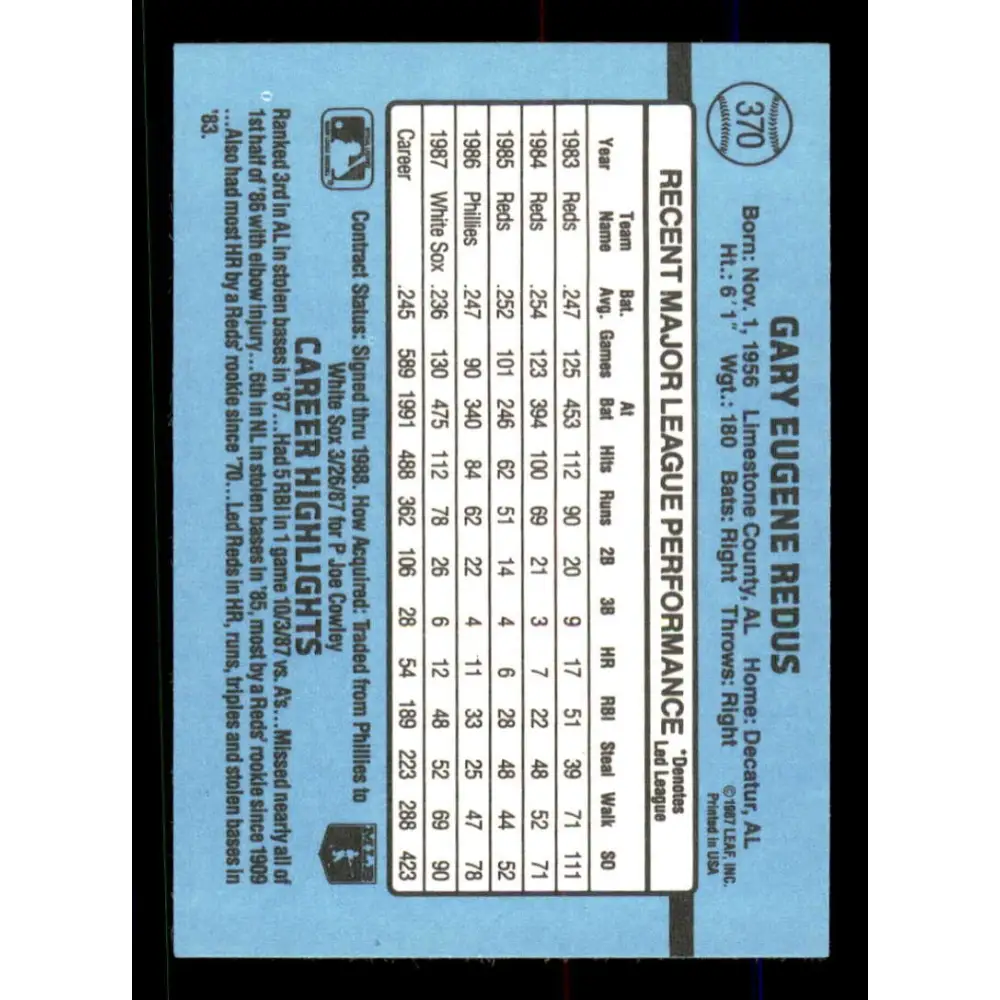 370
GARY EUGENE REDUS
Born: Nov. 1, 1956 Limestone County, AL Home: Decatur, AL
Ht.: 6'1" Wgt.: 180 Bats: Right Throws: Right
©1987 LEAF, INC.
Printed in USA
RECENT MAJOR LEAGUE PERFORMANCE
*Denotes
Led League
Year Team Name Bat. Avg. Games At Bat Hits Runs 2B 3B HR RBI Steal Walk SO
1983 Reds .247 125 453 112 90 20 9 17 51 39 71 111
1984 Reds .254 123 394 100 69 21 3 7 22 48 52 71
1985 Reds .252 101 246 62 51 14 4 6 28 48 44 52
1986 Phillies .247 90 340 84 62 22 4 11 33 25 47 78
1987 White Sox .236 130 475 112 78 26 6 12 48 52 69 90
Career .245 589 1991 488 362 106 28 54 189 223 288 423
Contract Status: Signed thru 1988. How Acquired: Traded from Phillies to
White Sox 3/26/87 for P Joe Cowley
MLB
CAREER HIGHLIGHTS
Ranked 3rd in AL in stolen bases in '87...Had 5 RBI in 1 game 10/3/87 vs. A's...Missed nearly all of
1st half of '86 with elbow injury...6th in NL in stolen bases in '85, most by a Reds' rookie since 1909
...Also had most HR by a Reds' rookie since '70...Led Reds in HR, runs, triples and stolen bases in
'83.